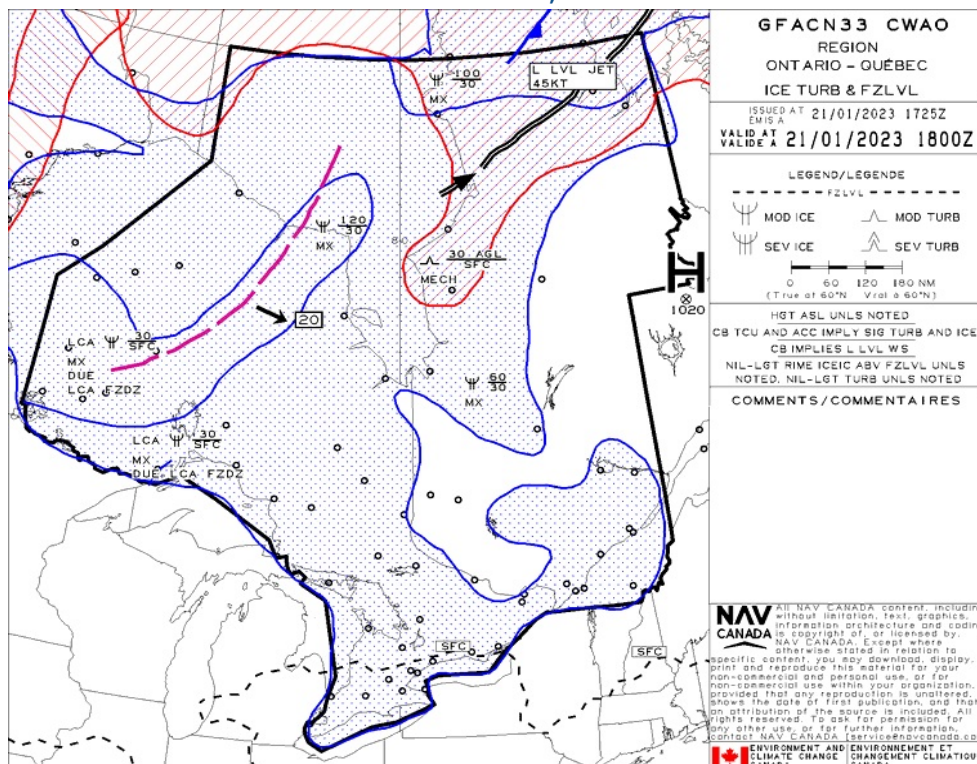 GFACN33 CWAO
REGION
ONTARIO - QUÉBEC
ICE TURB & FZLVL
ISSUED AT 21/01/2023 1725Z
ÉMIS A
VALID AT 21/01/2023 1800Z
VALIDE A
LEGEND/LÉGENDE
FZLVL
MOD ICE MOD TURB
SEV ICE SEV TURB
0 60 120 180 NM
(True at 60°N Vrai à 60°N)
HGT ASL UNLS NOTED
CB TCU AND ACC IMPLY SIG TURB AND ICE
CB IMPLIES L LVL WS
NIL-LGT RIME ICEIC ABV FZLVL UNLS
NOTED. NIL-LGT TURB UNLS NOTED
COMMENTS/COMMENTAIRES
L LVL JET
45KT
100
30
MX
120
30
MX
80
30 AGL
SFC
MECH
H
1020
20
LCA 30
SFC
MX
DUE
LCA FZDZ
60
30
MX
LCA 30
SFC
MX
DUE LCA FZDZ
SFC
SFC
NAV
CANADA
All NAV CANADA content, including
without limitation, text, graphics,
information architecture and coding
is copyright of, or licensed by,
NAV CANADA. Except where
otherwise stated in relation to
specific content, you may download, display,
print and reproduce this material for your
non-commercial and personal use, or for
non-commercial use within your organization,
provided that any reproduction is unaltered,
shows the date of first publication, and that
an attribution of the source is included. All
rights reserved. To ask for permission for
any other use, or for further information,
contact NAV CANADA [service@navcanada.ca
ENVIRONMENT AND
CLIMATE CHANGE
CANADA
ENVIRONNEMENT ET
CHANGEMENT CLIMATIQUE
CANADA